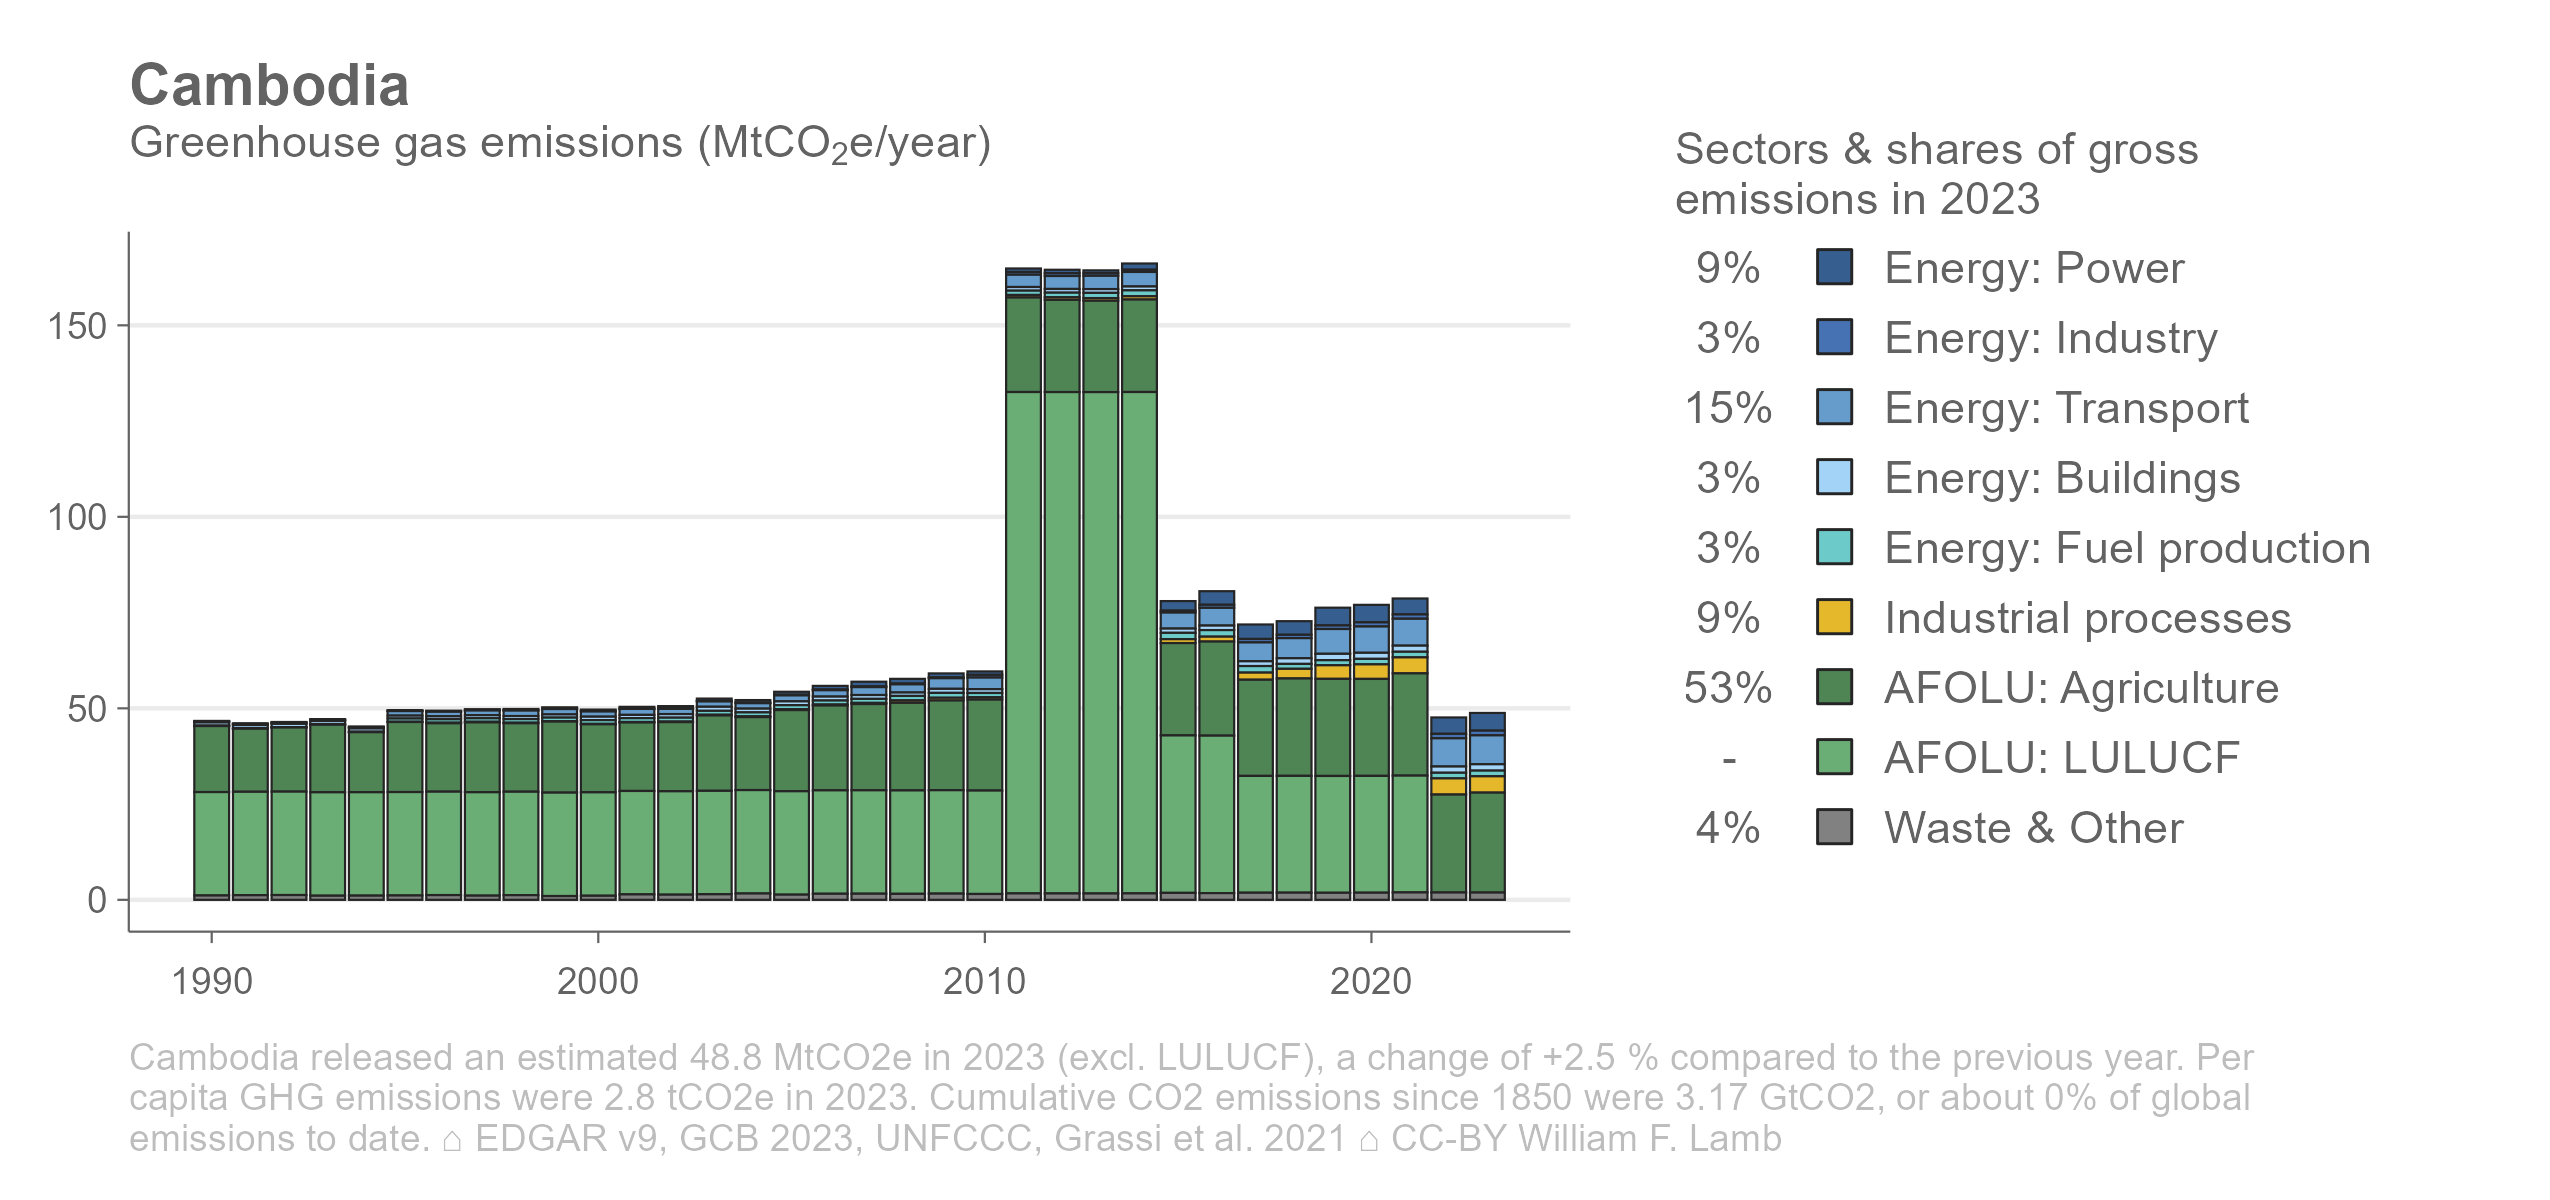 Cambodia
Greenhouse gas emissions (MtCO₂e/year)
Sectors & shares of gross
emissions in 2023
9% Energy: Power
3% Energy: Industry
15% Energy: Transport
3% Energy: Buildings
3% Energy: Fuel production
9% Industrial processes
53% AFOLU: Agriculture
- AFOLU: LULUCF
4% Waste & Other
150
100
50
0
1990 2000 2010 2020
Cambodia released an estimated 48.8 MtCO2e in 2023 (excl. LULUCF), a change of +2.5 % compared to the previous year. Per
capita GHG emissions were 2.8 tCO2e in 2023. Cumulative CO2 emissions since 1850 were 3.17 GtCO2, or about 0% of global
emissions to date. ⌂ EDGAR v9, GCB 2023, UNFCCC, Grassi et al. 2021 ⌂ CC-BY William F. Lamb